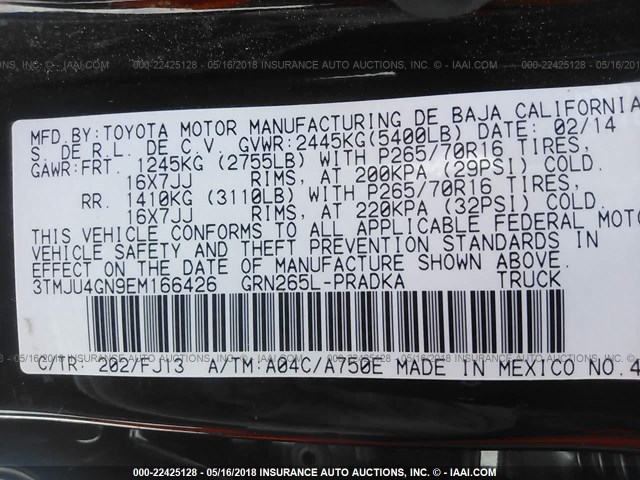 000-22425128 - 05/16/2018 INSURANCE AUTO AUCTIONS, INC. - © - IAAI.COM
MFD.BY:TOYOTA MOTOR MANUFACTURING DE BAJA CALIFORNIA
S. DE R.L. DE C.V. GVWR:2445KG(5400LB) DATE: 02/14
GAWR:FRT. 1245KG (2755LB) WITH P265/70R16 TIRES,
16X7JJ RIMS, AT 200KPA (29PSI) COLD.
RR. 1410KG (3110LB) WITH P265/70R16 TIRES,
16X7JJ RIMS, AT 220KPA (32PSI) COLD.
THIS VEHICLE CONFORMS TO ALL APPLICABLE FEDERAL MOTO
VEHICLE SAFETY AND THEFT PREVENTION STANDARDS IN
EFFECT ON THE DATE OF MANUFACTURE SHOWN ABOVE.
3TMJU4GN9EM166426 GRN265L-PRADKA TRUCK
C/TR: 202/FJ13 A/TM:A04C/A750E MADE IN MEXICO NO.4
000-22425128 - 05/16/2018 INSURANCE AUTO AUCTIONS, INC. - © - IAAI.COM